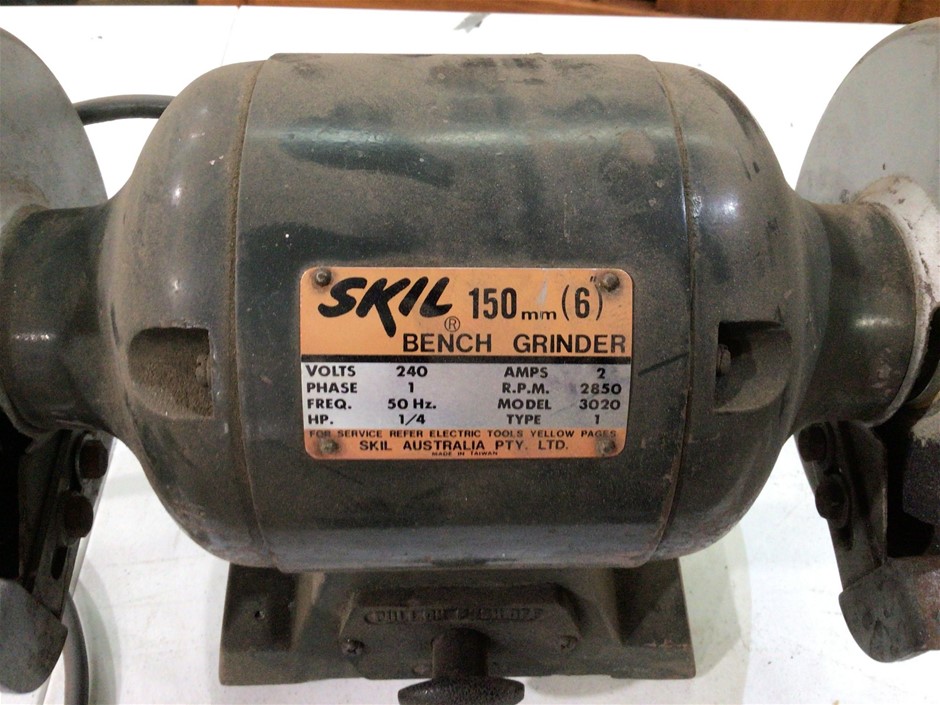 SKIL ® 150mm (6")
BENCH GRINDER
VOLTS 240 AMPS 2
PHASE 1 R.P.M. 2850
FREQ. 50 Hz. MODEL 3020
HP. 1/4 TYPE 1
FOR SERVICE REFER ELECTRIC TOOLS YELLOW PAGES
SKIL AUSTRALIA PTY. LTD.
MADE IN TAIWAN